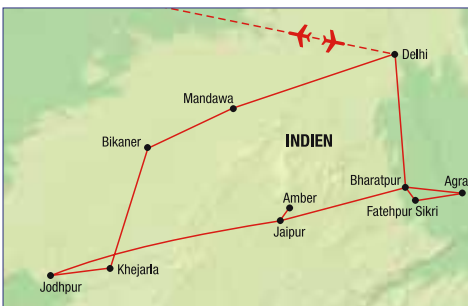 Delhi
Mandawa
Bikaner
INDIEN
Bharatpur
Agra
Amber
Fatehpur Sikri
Jaipur
Khejarla
Jodhpur